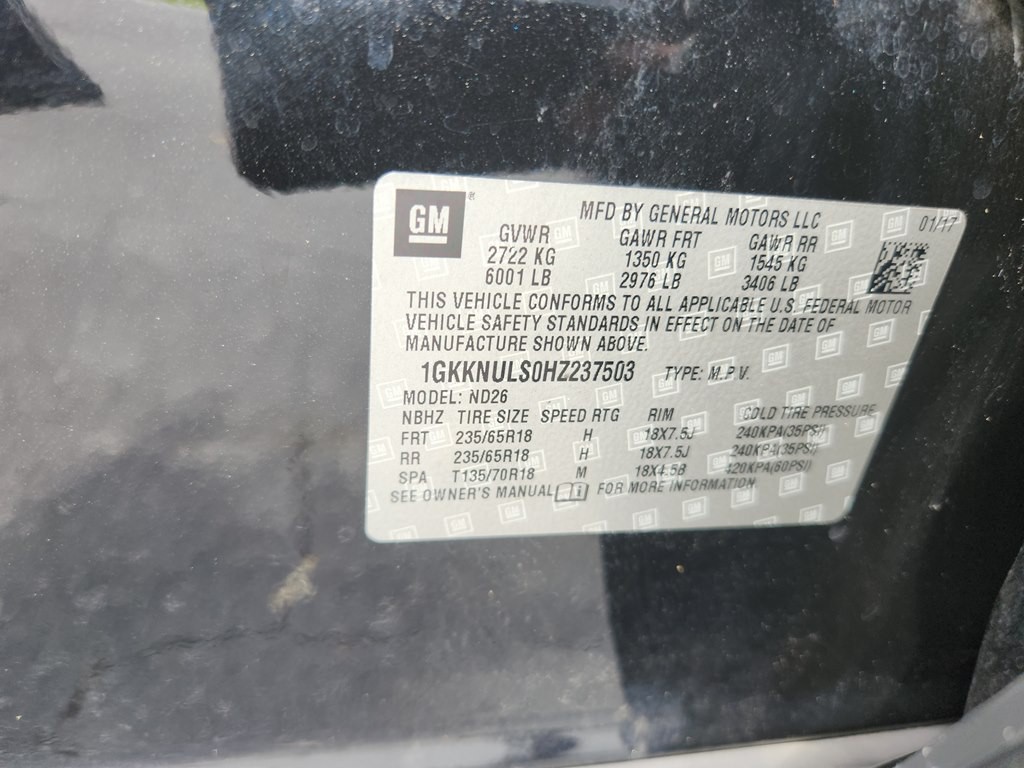 GM
MFD BY GENERAL MOTORS LLC
01/17
GVWR GAWR FRT GAWR RR
2722 KG 1350 KG 1545 KG
6001 LB 2976 LB 3406 LB
THIS VEHICLE CONFORMS TO ALL APPLICABLE U.S. FEDERAL MOTOR
VEHICLE SAFETY STANDARDS IN EFFECT ON THE DATE OF
MANUFACTURE SHOWN ABOVE.
1GKKNULS0HZ237503 TYPE: M.P.V.
MODEL: ND26
NBHZ TIRE SIZE SPEED RTG RIM COLD TIRE PRESSURE
FRT 235/65R18 H 18X7.5J 240KPA(35PSI)
RR 235/65R18 H 18X7.5J 240KPA(35PSI)
SPA T135/70R18 M 18X4.5B 420KPA(60PSI)
SEE OWNER'S MANUAL FOR MORE INFORMATION